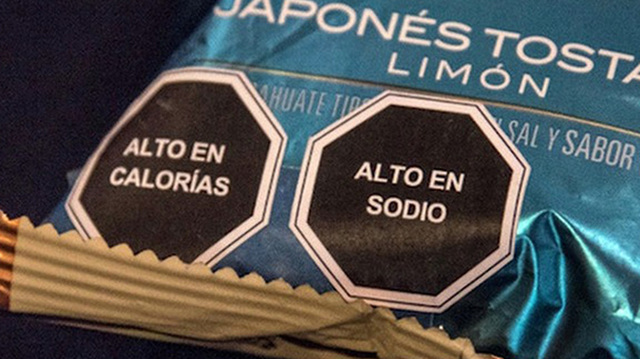 JAPONÉS TOSTA
LIMÓN
SAL Y SABOR
ALTO EN
CALORÍAS
ALTO EN
SODIO